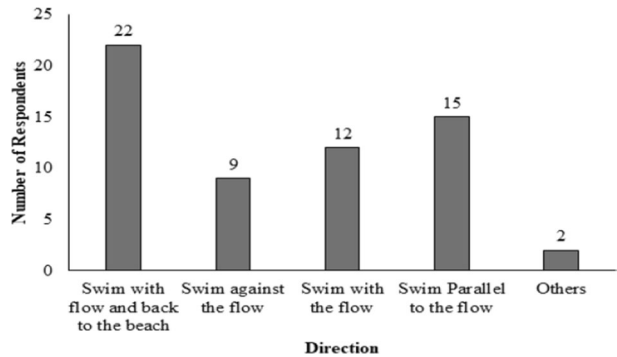 25
20
15
10
5
0
Number of Respondents
22
9
12
15
2
Swim with
flow and back
to the beach
Swim against
the flow
Swim with
the flow
Swim Parallel
to the flow
Others
Direction